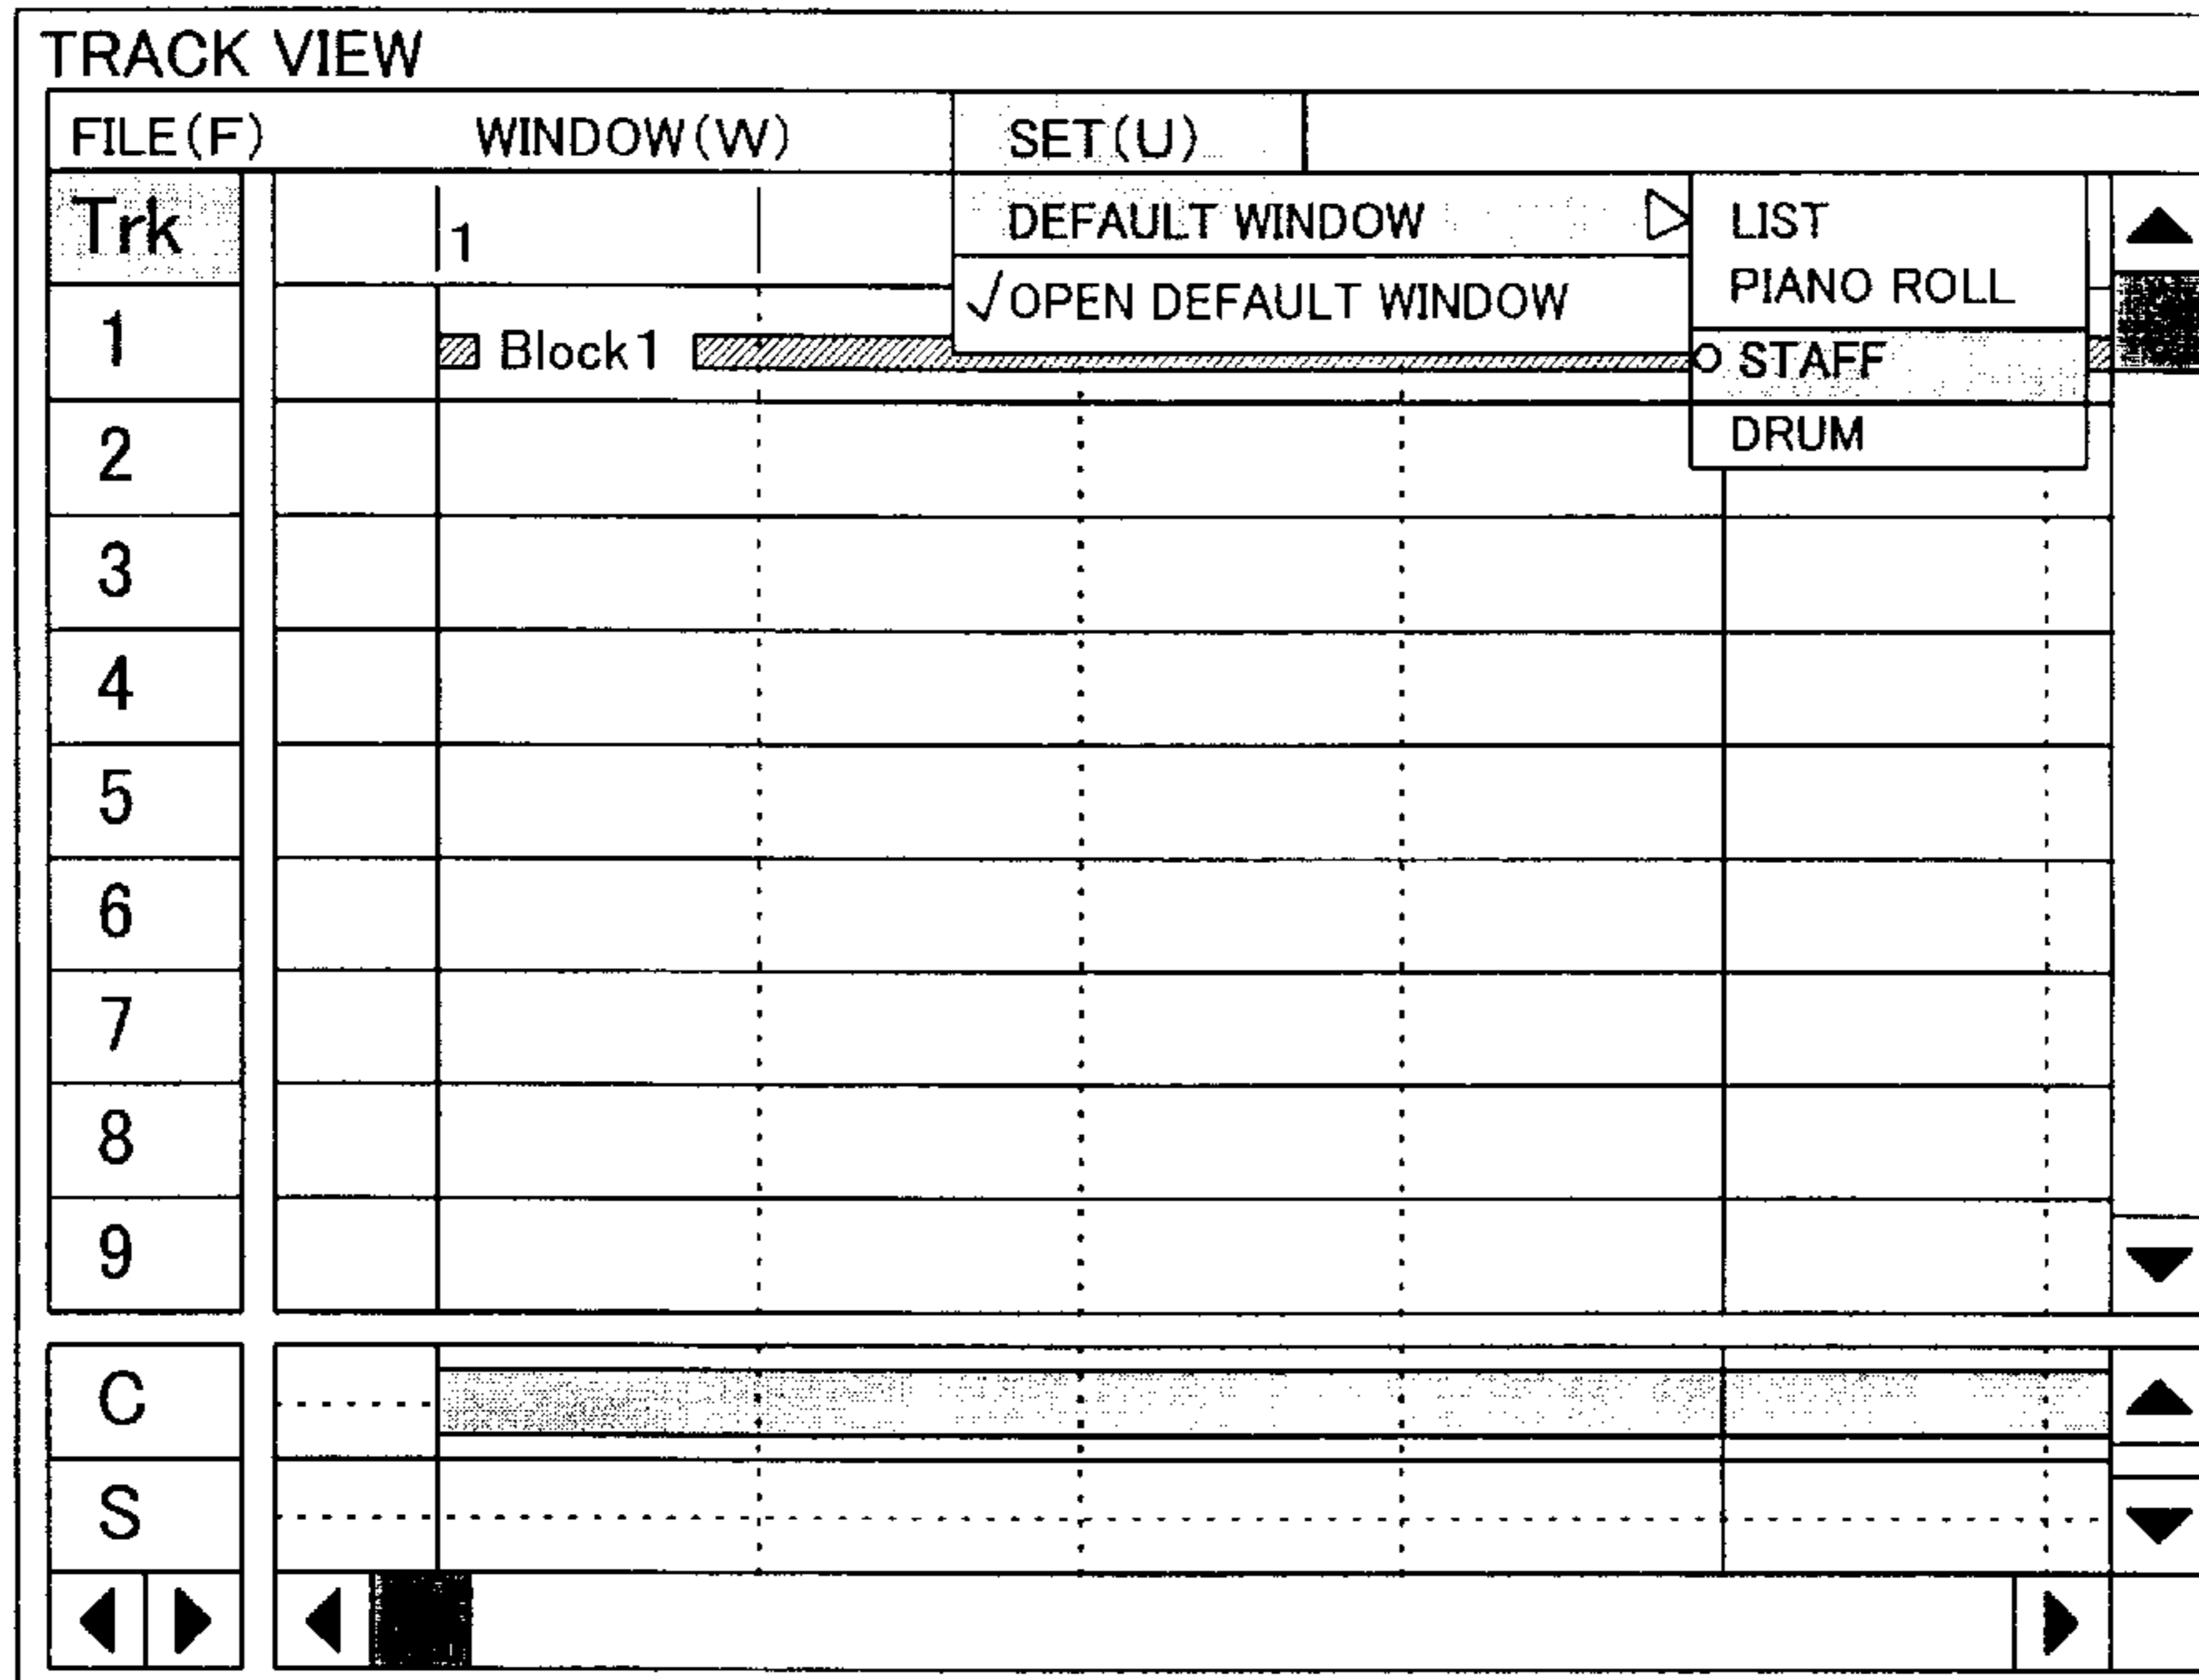 TRACK VIEW
FILE(F) WINDOW(W) SET(U)
Trk 1 DEFAULT WINDOW LIST
PIANO ROLL
√OPEN DEFAULT WINDOW
1 Block1 STAFF
2 DRUM
3
4
5
6
7
8
9
C
S